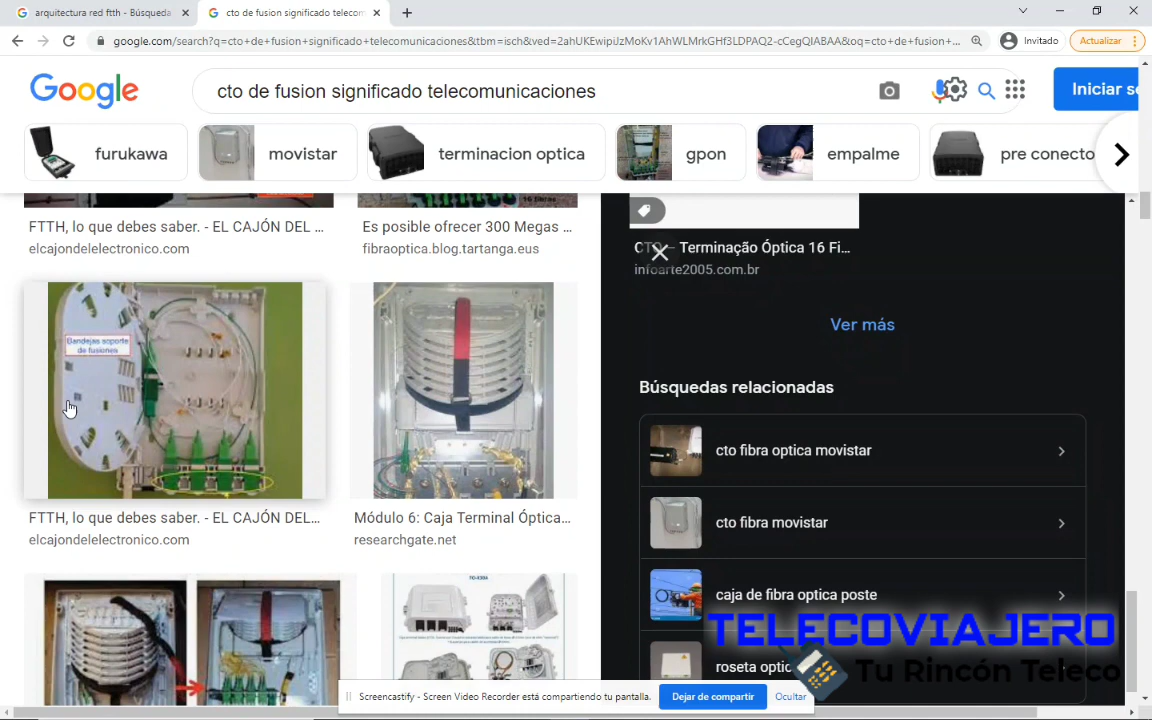 arquitectura red ftth - Búsqueda
cto de fusion significado telecom
google.com/search?q=cto+de+fusion+significado+telecomunicaciones&tbm=isch&ved=2ahUKEwipiJzMoKv1AhWLMrkGHf3LDPAQ2-cCegQIABAA&oq=cto+de+fusion+...
Invitado
Actualizar
Google
cto de fusion significado telecomunicaciones
Iniciar se
furukawa
movistar
terminacion optica
gpon
empalme
pre conecto
16 fibras
FTTH, lo que debes saber. - EL CAJÓN DEL ...
elcajondelelectronico.com
Es posible ofrecer 300 Megas ...
fibraoptica.blog.tartanga.eus
CTO – Terminação Óptica 16 Fi...
infoarte2005.com.br
Ver más
Bandejas soporte
de fusiones
FTTH, lo que debes saber. - EL CAJÓN DEL...
elcajondelelectronico.com
Módulo 6: Caja Terminal Óptica...
researchgate.net
Búsquedas relacionadas
cto fibra optica movistar
cto fibra movistar
caja de fibra optica poste
roseta optic
TELECOVIAJERO
Tu Rincón Teleco
Screencastify - Screen Video Recorder está compartiendo tu pantalla.
Dejar de compartir
Ocultar